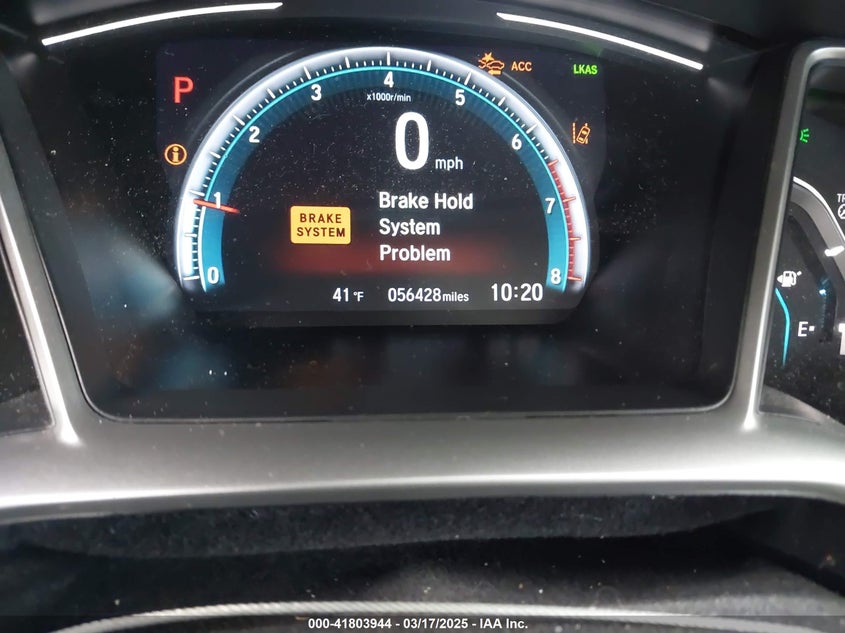 ACC
LKAS
P
x1000r/min
0 1 2 3 4 5 6 7 8
0 mph
BRAKE
SYSTEM
Brake Hold
System
Problem
41 °F 056428 miles 10:20
E
000-41803944 - 03/17/2025 - IAA Inc.